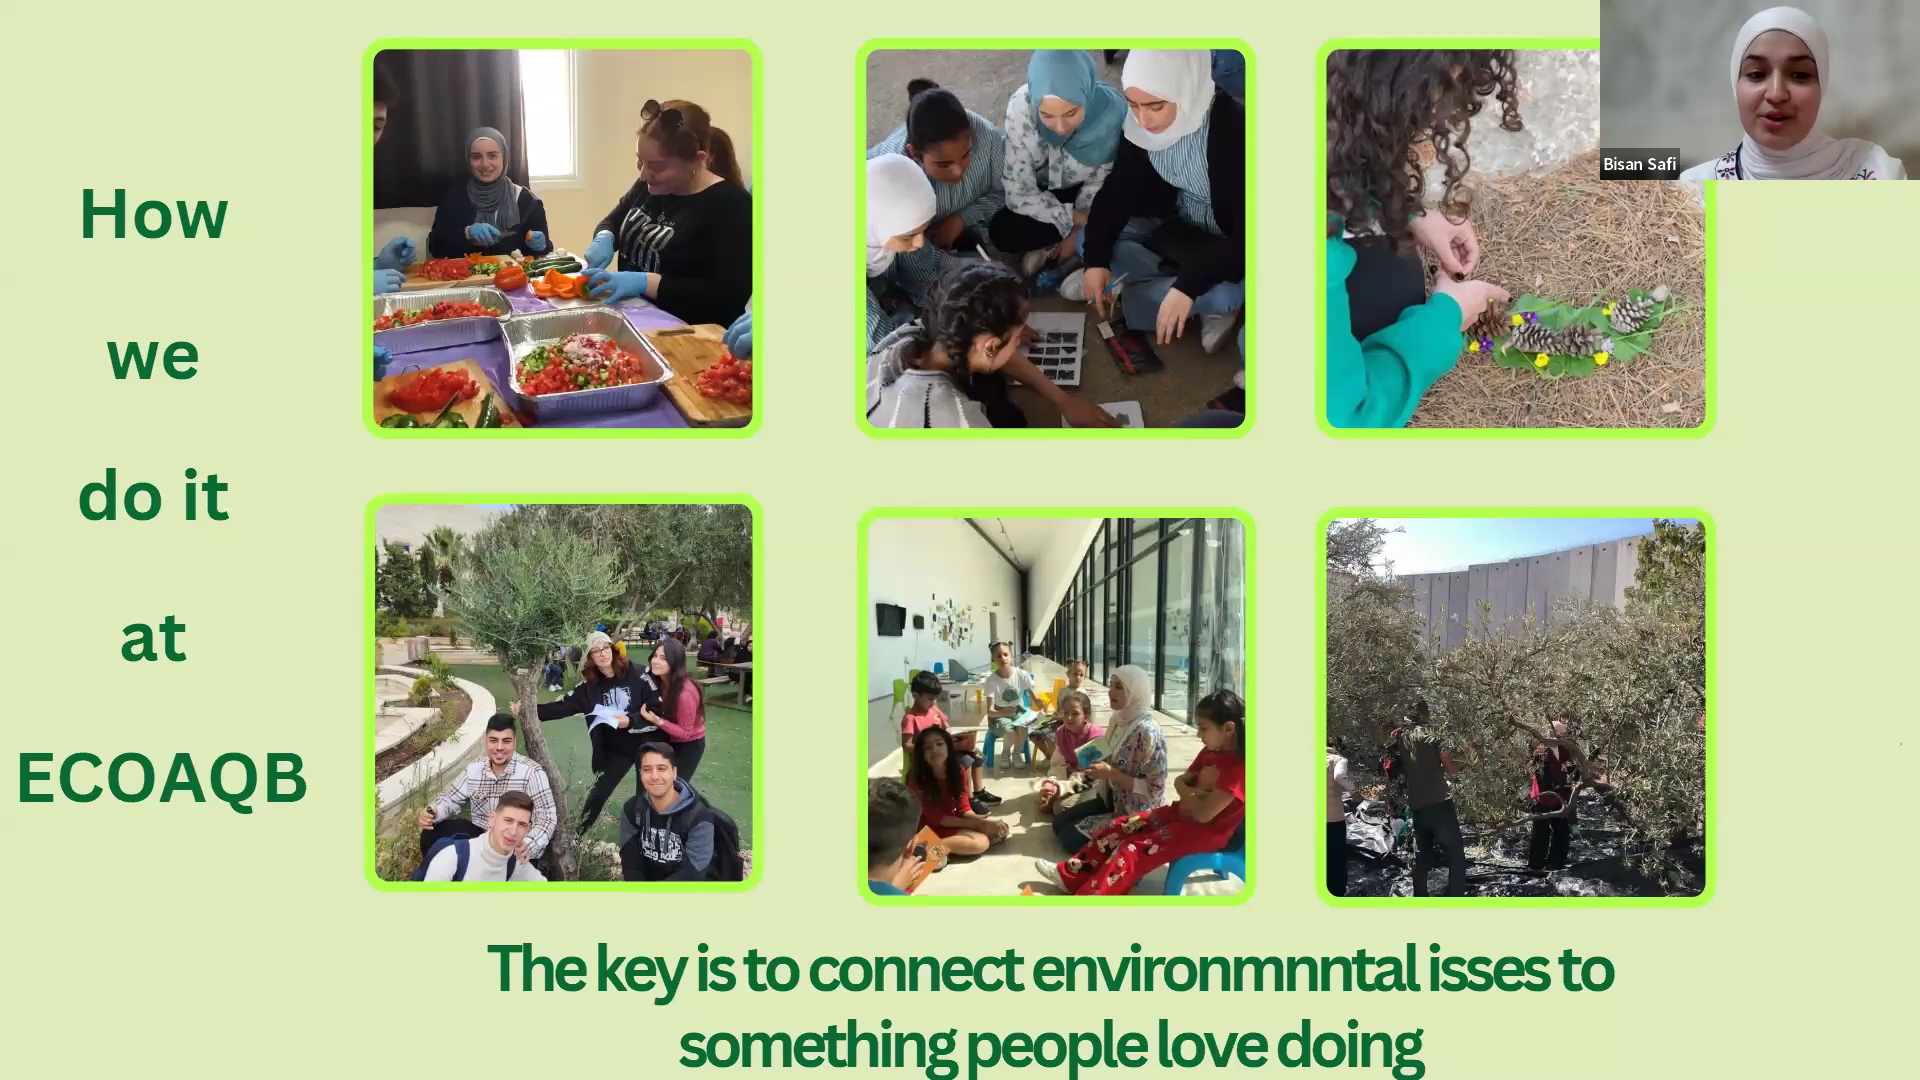 How
we
do it
at
ECOAQB
Bisan Safi
The key is to connect environmnntal isses to
something people love doing